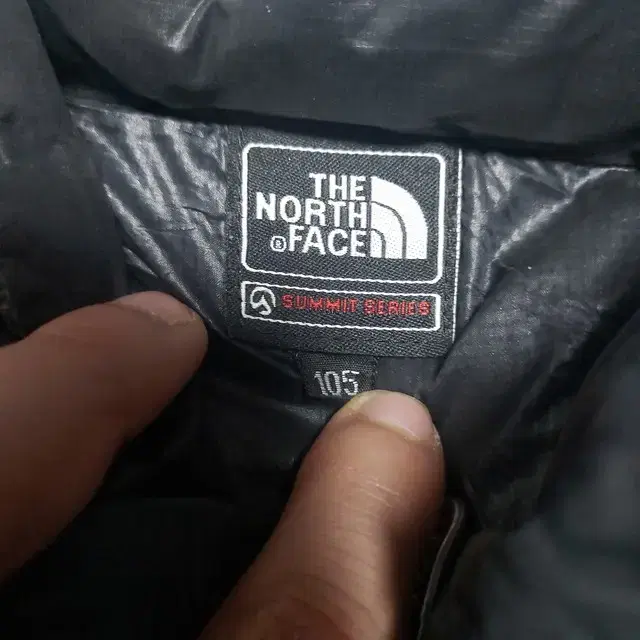 THE
NORTH
® FACE
SUMMIT SERIES
105